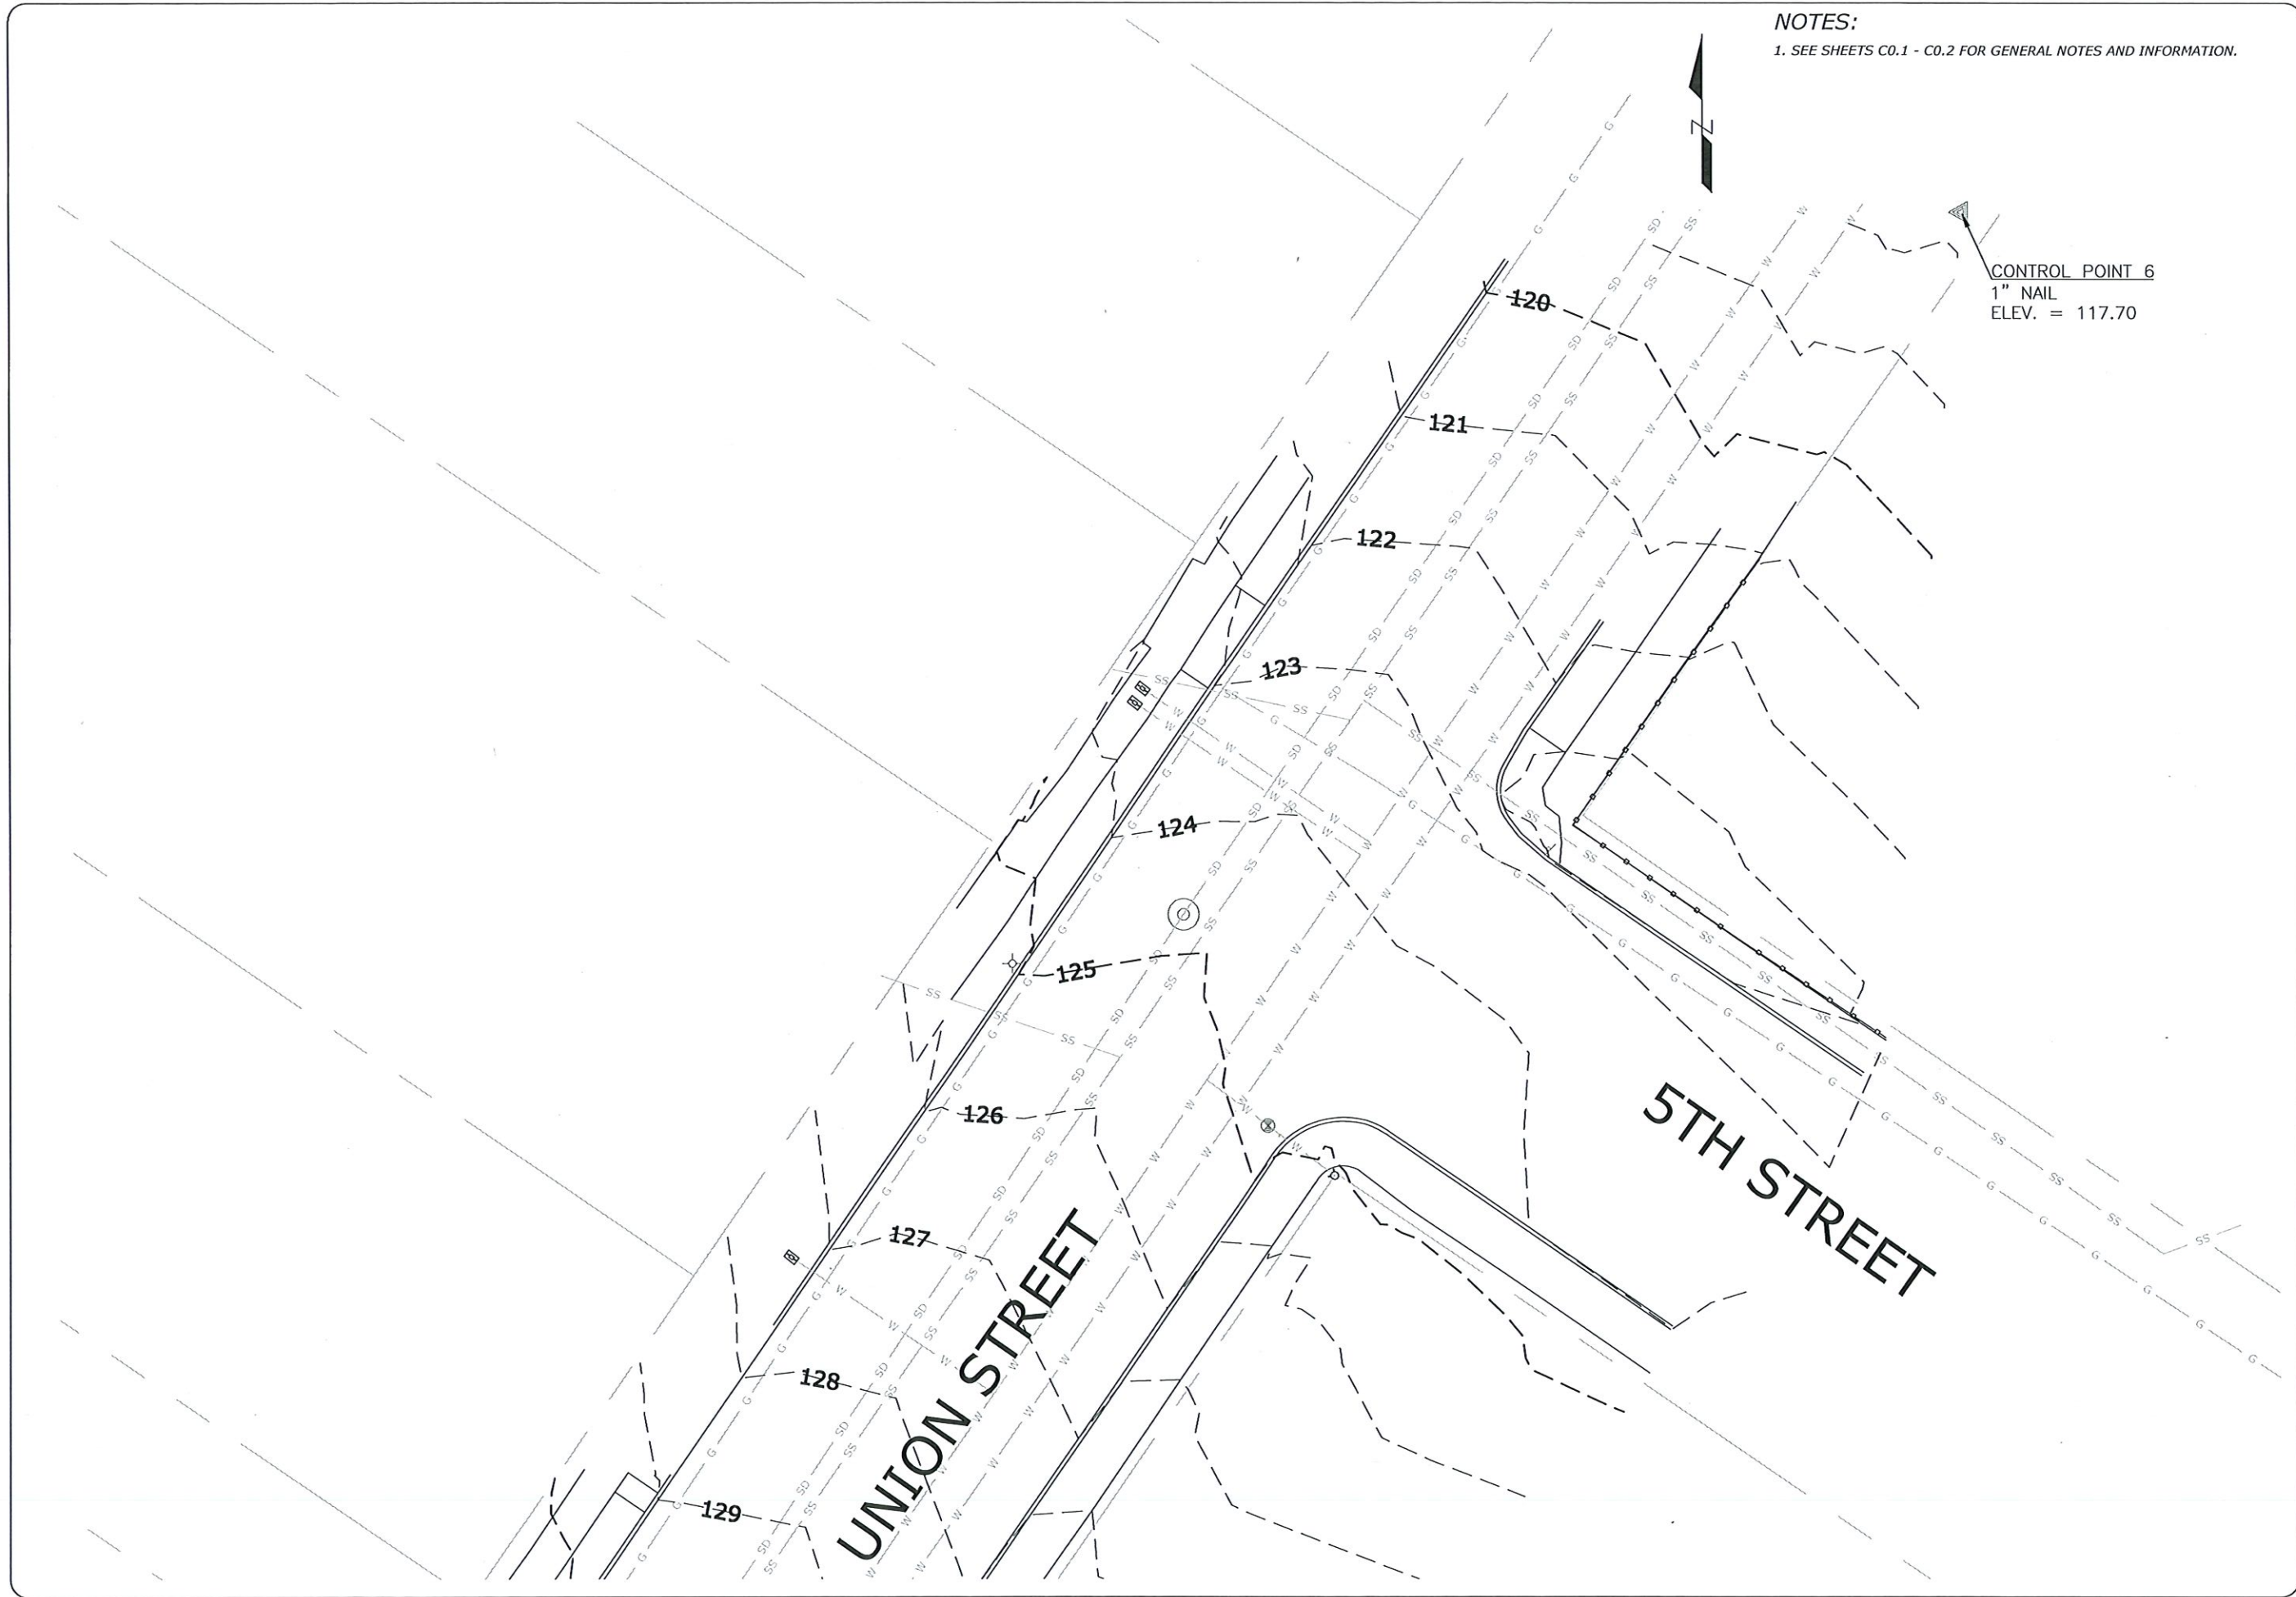 NOTES:
1. SEE SHEETS C0.1 - C0.2 FOR GENERAL NOTES AND INFORMATION.
N
CONTROL POINT 6
1" NAIL
ELEV. = 117.70
120
121
122
123
124
125
126
127
128
129
UNION STREET
5TH STREET